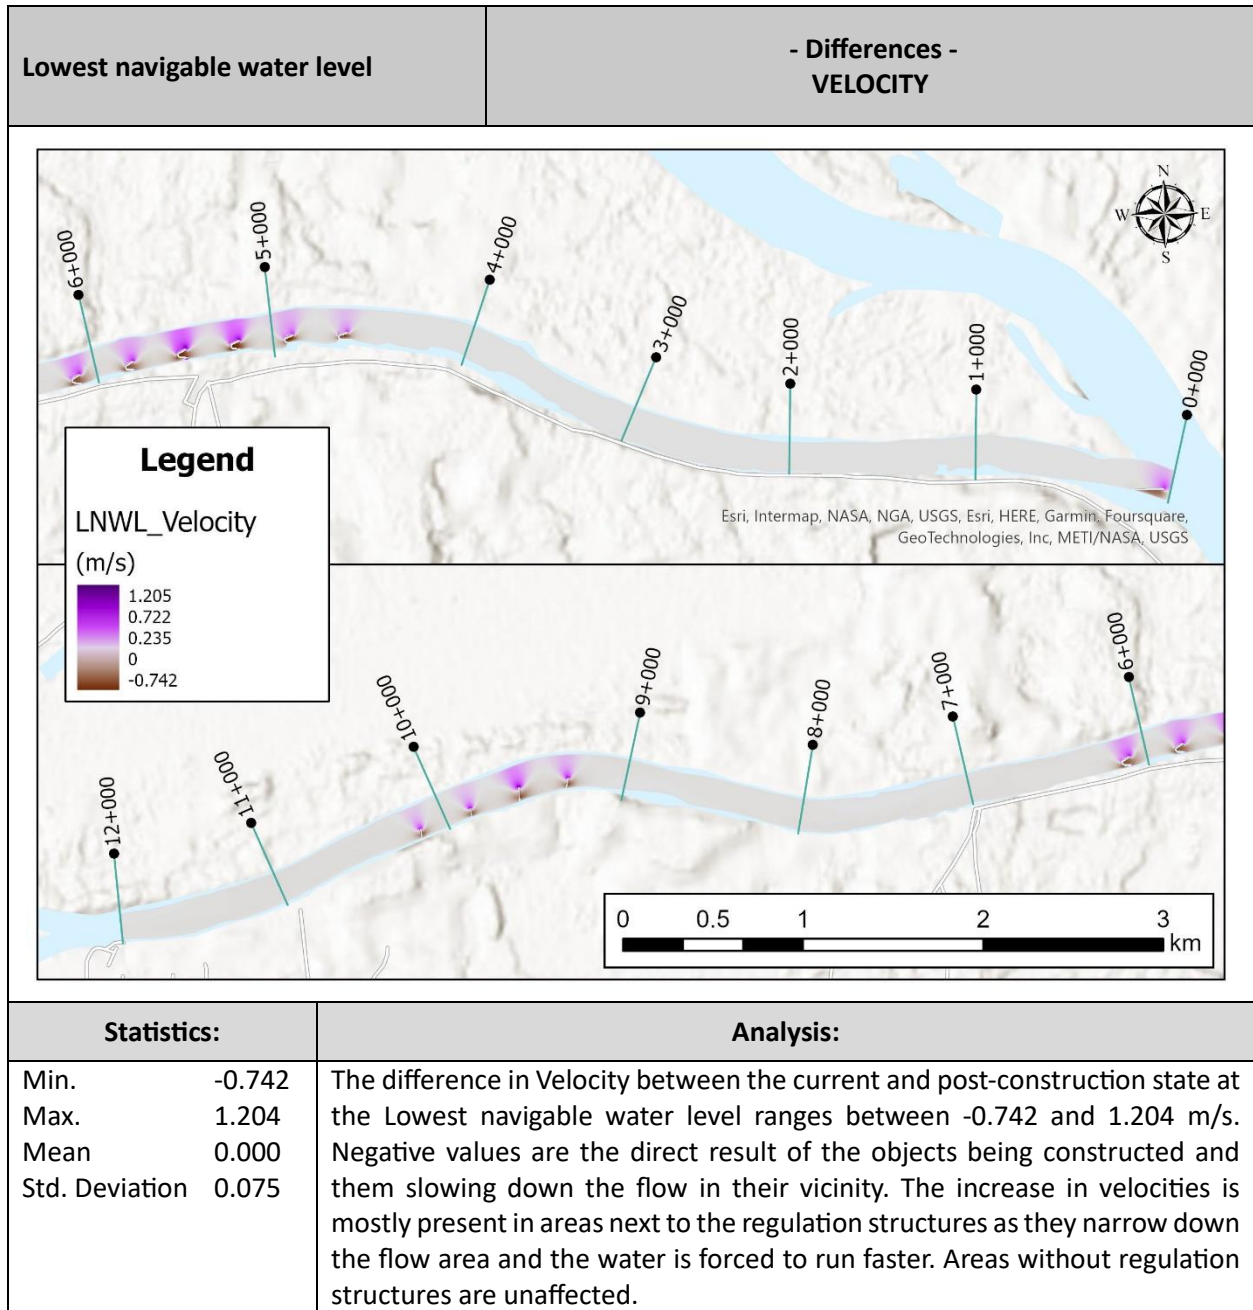 Lowest navigable water level
- Differences -
VELOCITY
N
W E
S
6+000
5+000
4+000
3+000
2+000
1+000
0+000
Esri, Intermap, NASA, NGA, USGS, Esri, HERE, Garmin, Foursquare,
GeoTechnologies, Inc, METI/NASA, USGS
Legend
LNWL_Velocity
(m/s)
1.205
0.722
0.235
0
-0.742
12+000
11+000
10+000
9+000
8+000
7+000
6+000
0 0.5 1 2 3
km
Statistics:
Min. -0.742
Max. 1.204
Mean 0.000
Std. Deviation 0.075
Analysis:
The difference in Velocity between the current and post-construction state at
the Lowest navigable water level ranges between -0.742 and 1.204 m/s.
Negative values are the direct result of the objects being constructed and
them slowing down the flow in their vicinity. The increase in velocities is
mostly present in areas next to the regulation structures as they narrow down
the flow area and the water is forced to run faster. Areas without regulation
structures are unaffected.